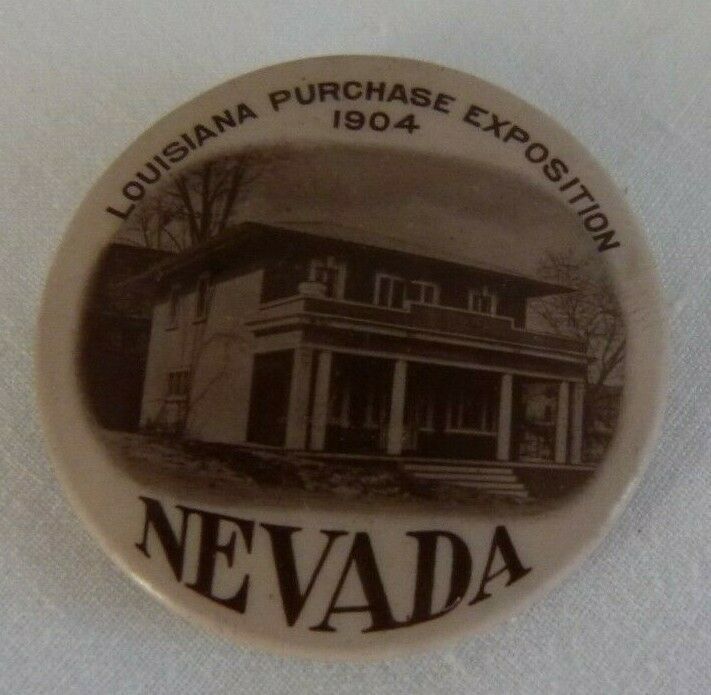 LOUISIANA PURCHASE EXPOSITION
1904
NEVADA